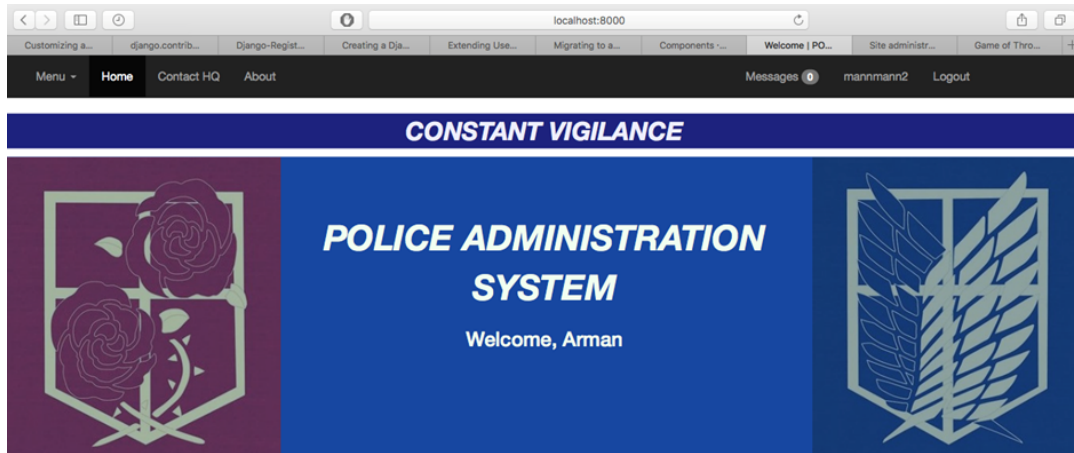 localhost:8000
Customizing a... django.contrib... Django-Regist... Creating a Dja... Extending Use... Migrating to a... Components -... Welcome | PO... Site administr... Game of Thro...
Menu Home Contact HQ About Messages 0 mannmann2 Logout
CONSTANT VIGILANCE
POLICE ADMINISTRATION
SYSTEM
Welcome, Arman